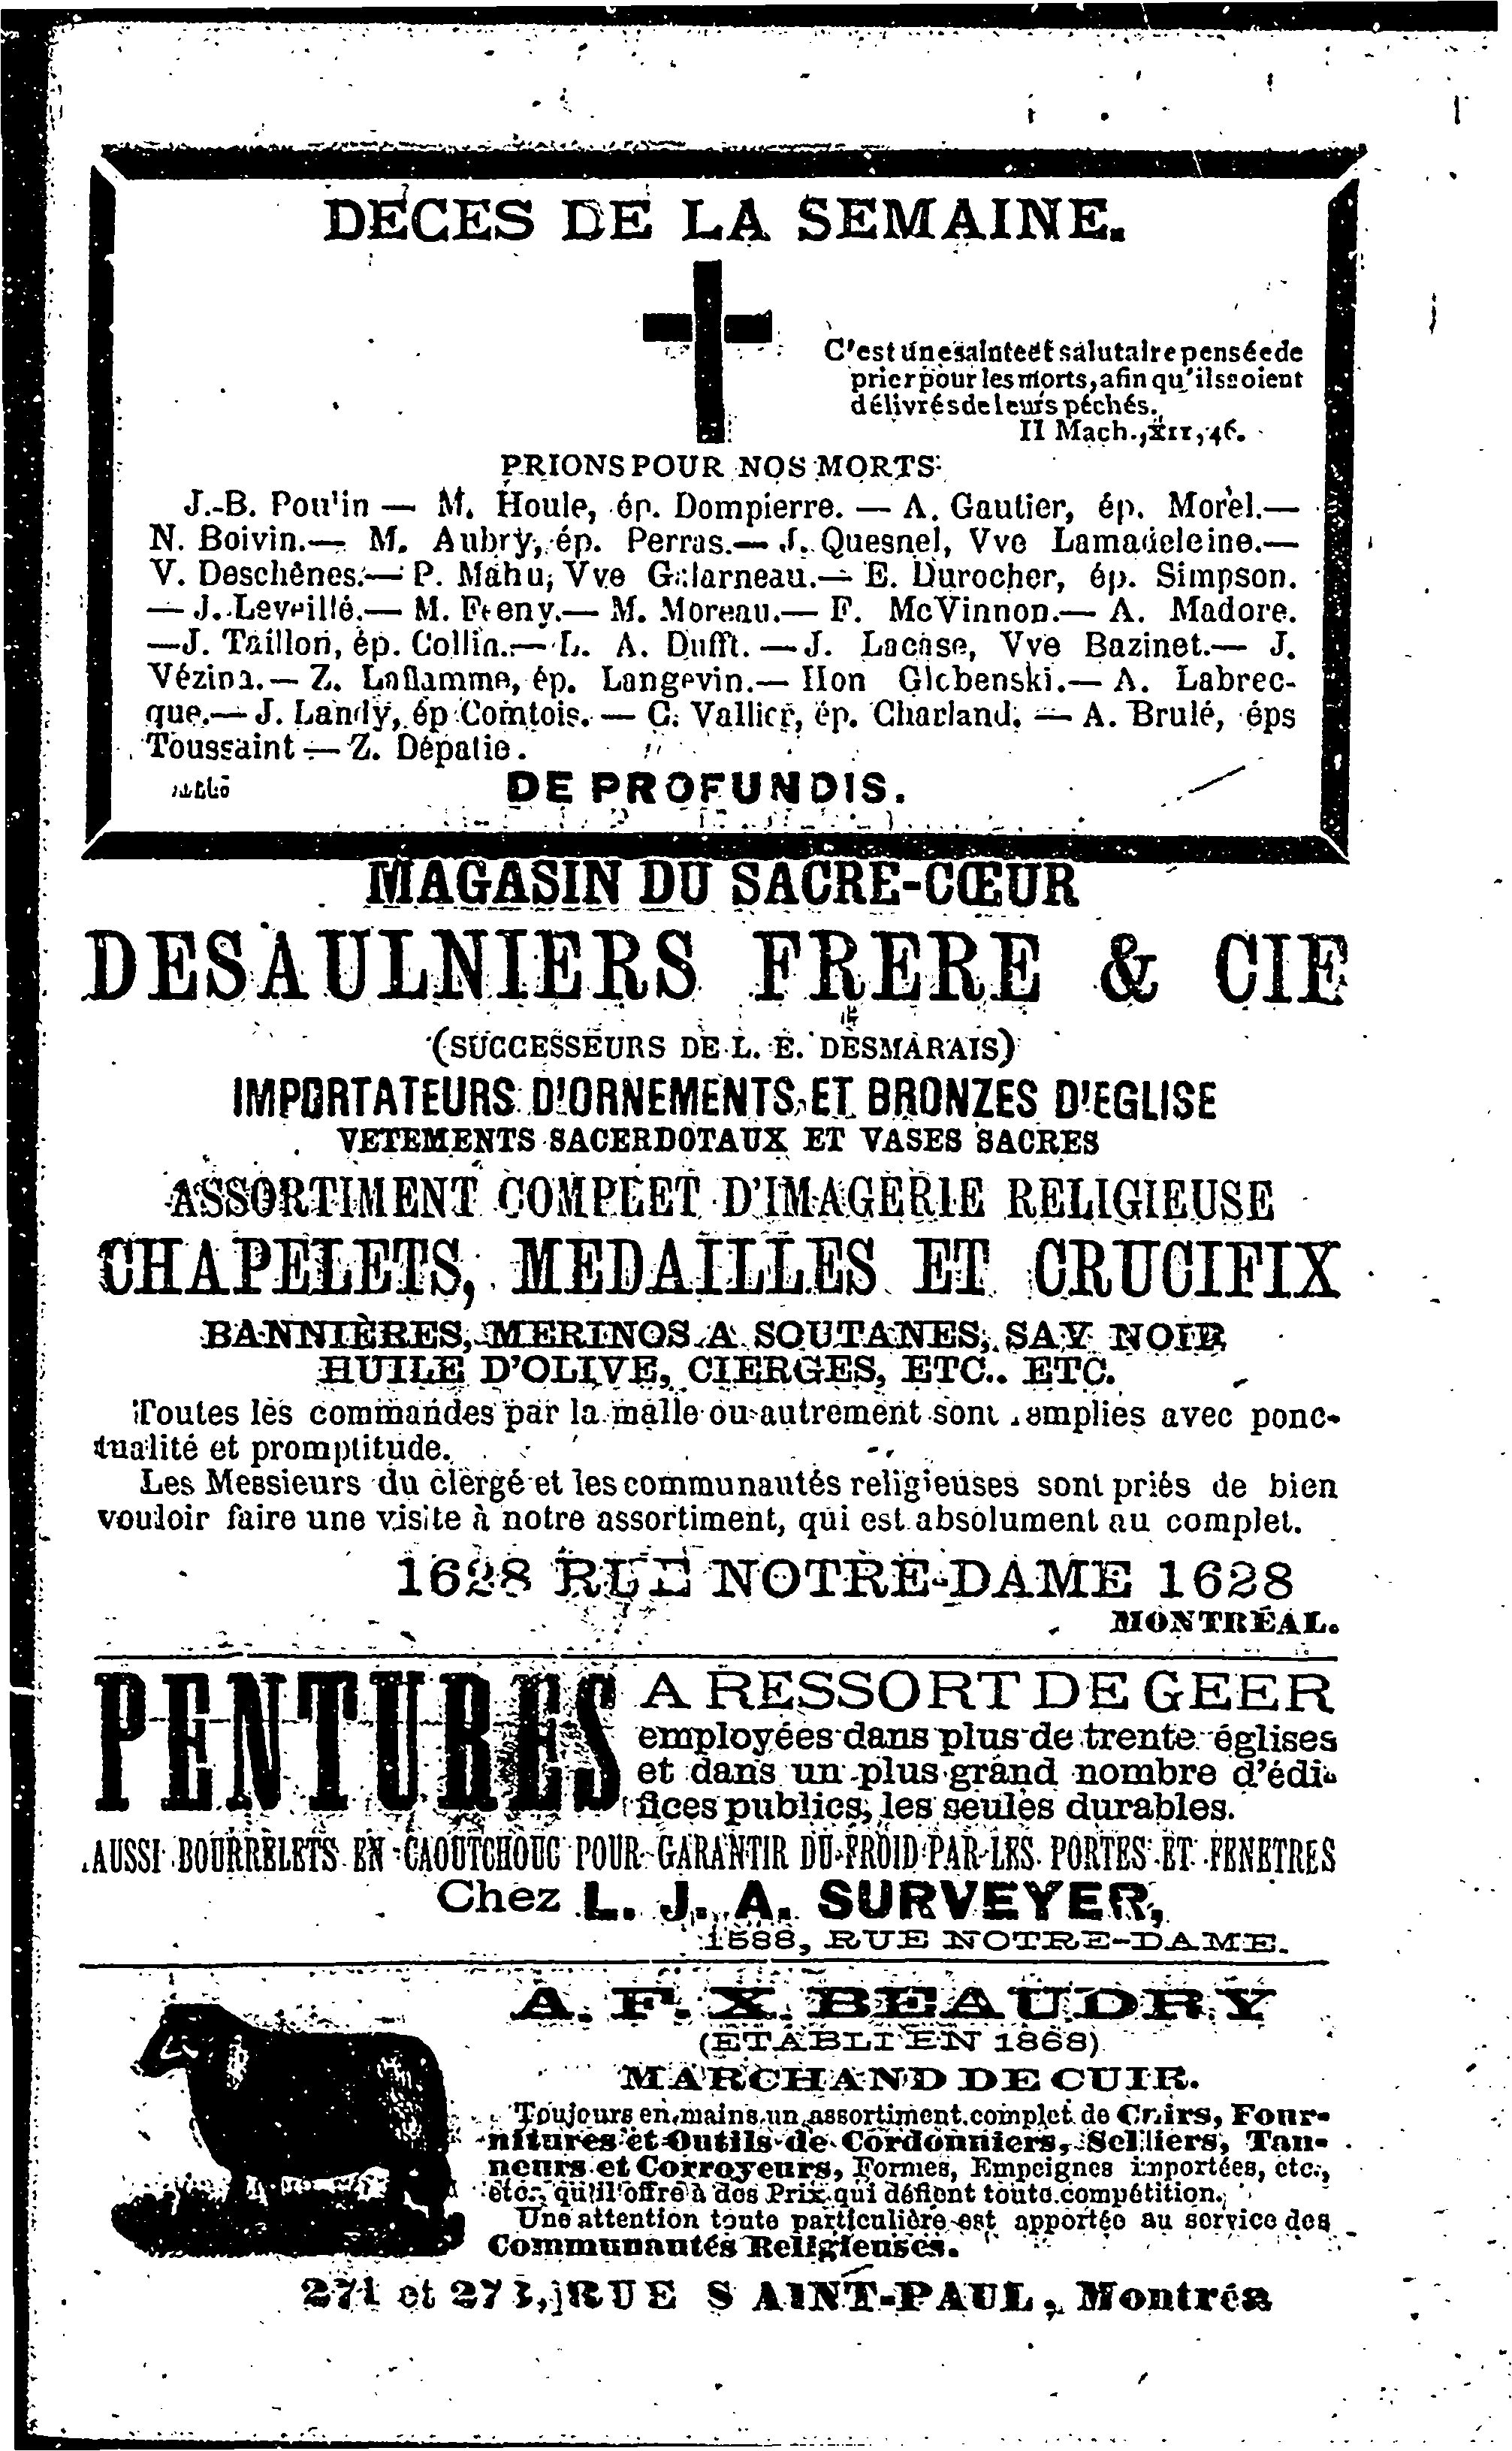 DÉCES DE LA SEMAINE.
C'est une sainte et salutaire pensée de
prier pour les morts, afin qu'ils soient
délivrés de leurs péchés.
II Mach., XII, 46.
PRIONS POUR NOS MORTS
J.-B. Poulin — M. Houle, ép. Dompierre. — A. Gautier, ép. Morel.—
N. Boivin.— M. Aubry, ép. Perras.— J. Quesnel, Vve Lamadeleine.—
V. Deschênes.— P. Mahu, Vve Galarneau.— E. Durocher, ép. Simpson.
— J. Leveillé.— M. Feeny.— M. Moreau.— F. McVinnon.— A. Madore.
—J. Taillon, ép. Collin.— L. A. Dufft. — J. Lacasse, Vve Bazinet.— J.
Vézina.— Z. Laflamme, ép. Langevin.— Hon Globenski.— A. Labrec-
que.— J. Landy, ép Comtois. — C. Vallier, ép. Charland. — A. Brulé, éps
Toussaint — Z. Dépatie.
DE PROFUNDIS.
MAGASIN DU SACRE-CŒUR
DESAULNIERS FRERE & CIE
(SUCCESSEURS DE L. E. DESMARAIS)
IMPORTATEURS D'ORNEMENTS ET BRONZES D'EGLISE
VETEMENTS SACERDOTAUX ET VASES SACRES
ASSORTIMENT COMPLET D'IMAGERIE RELIGIEUSE
CHAPELETS, MEDAILLES ET CRUCIFIX
BANNIÈRES, MERINOS A SOUTANES, SAY NOIR
HUILE D'OLIVE, CIERGES, ETC.. ETC.
Toutes les commandes par la malle ou autrement sont emplies avec ponc-
tualité et promptitude.
Les Messieurs du clergé et les communautés religieuses sont priés de bien
vouloir faire une visite à notre assortiment, qui est absolument au complet.
1628 RUE NOTRE-DAME 1628
MONTRÉAL.
PENTURES A RESSORT DE GEER
employées dans plus de trente églises
et dans un plus grand nombre d'édi-
fices publics, les seules durables.
AUSSI BOURRELETS EN CAOUTCHOUC POUR GARANTIR DU FROID PAR LES PORTES ET FENETRES
Chez L. J. A. SURVEYER,
1588, RUE NOTRE-DAME.
A. F. X. BEAUDRY
(ETABLI EN 1868)
MARCHAND DE CUIR.
Toujours en mains un assortiment complet de Cuirs, Four-
nitures et Outils de Cordonniers, Selliers, Tan-
neurs et Corroyeurs, Formes, Empeignes importées, etc.,
etc., qu'il offre à des Prix qui défient toute compétition.
Une attention toute particulière est apportée au service des
Communautés Religieuses.
271 et 273, RUE SAINT-PAUL, Montréa